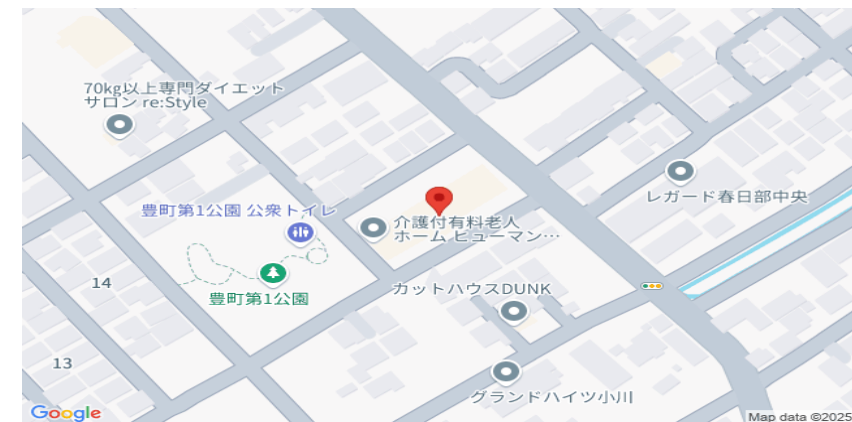 70kg以上専門ダイエット
サロン re:Style
豊町第1公園 公衆トイレ
介護付有料老人
ホーム ヒューマン…
レガード春日部中央
14
豊町第1公園
カットハウスDUNK
13
グランドハイツ小川
Google
Map data ©2025